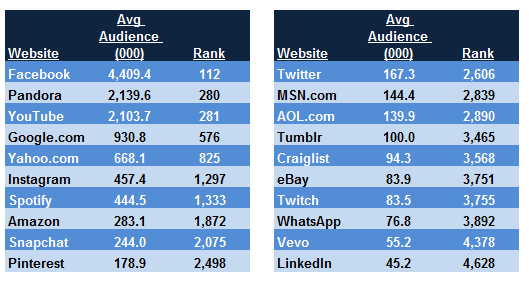 Avg
Audience
Website (000) Rank
Facebook 4,409.4 112
Pandora 2,139.6 280
YouTube 2,103.7 281
Google.com 930.8 576
Yahoo.com 668.1 825
Instagram 457.4 1,297
Spotify 444.5 1,333
Amazon 283.1 1,872
Snapchat 244.0 2,075
Pinterest 178.9 2,498
Avg
Audience
Website (000) Rank
Twitter 167.3 2,606
MSN.com 144.4 2,839
AOL.com 139.9 2,890
Tumblr 100.0 3,465
Craiglist 94.3 3,568
eBay 83.9 3,751
Twitch 83.5 3,755
WhatsApp 76.8 3,892
Vevo 55.2 4,378
LinkedIn 45.2 4,628